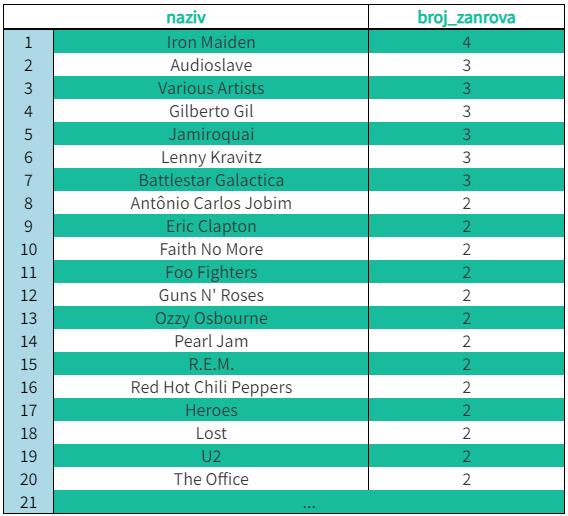 naziv broj_zanrova
1 Iron Maiden 4
2 Audioslave 3
3 Various Artists 3
4 Gilberto Gil 3
5 Jamiroquai 3
6 Lenny Kravitz 3
7 Battlestar Galactica 3
8 Antônio Carlos Jobim 2
9 Eric Clapton 2
10 Faith No More 2
11 Foo Fighters 2
12 Guns N' Roses 2
13 Ozzy Osbourne 2
14 Pearl Jam 2
15 R.E.M. 2
16 Red Hot Chili Peppers 2
17 Heroes 2
18 Lost 2
19 U2 2
20 The Office 2
21 ...